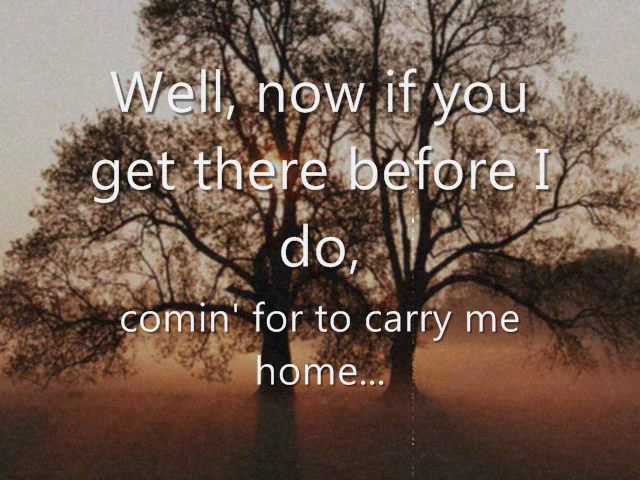 Well, now if you
get there before I
do,
comin' for to carry me
home...